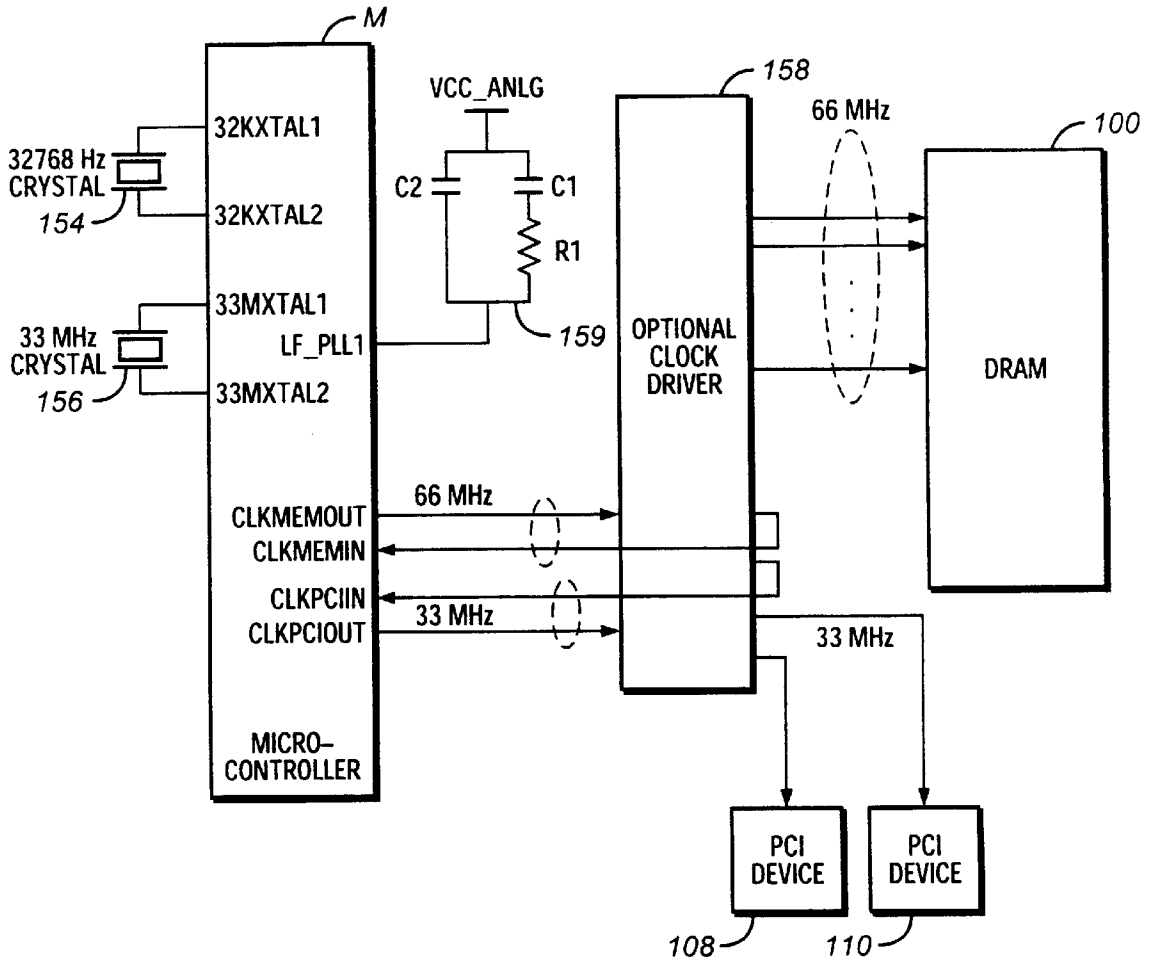 M
158
VCC_ANLG
66 MHz
100
32KXTAL1
32768 Hz
CRYSTAL
154
32KXTAL2
C2
C1
R1
33MXTAL1
33 MHz
CRYSTAL
156
LF_PLL1
33MXTAL2
159
OPTIONAL
CLOCK
DRIVER
DRAM
66 MHz
CLKMEMOUT
CLKMEMIN
CLKPCIIN
33 MHz
CLKPCIOUT
33 MHz
MICRO-
CONTROLLER
PCI
DEVICE
PCI
DEVICE
108
110